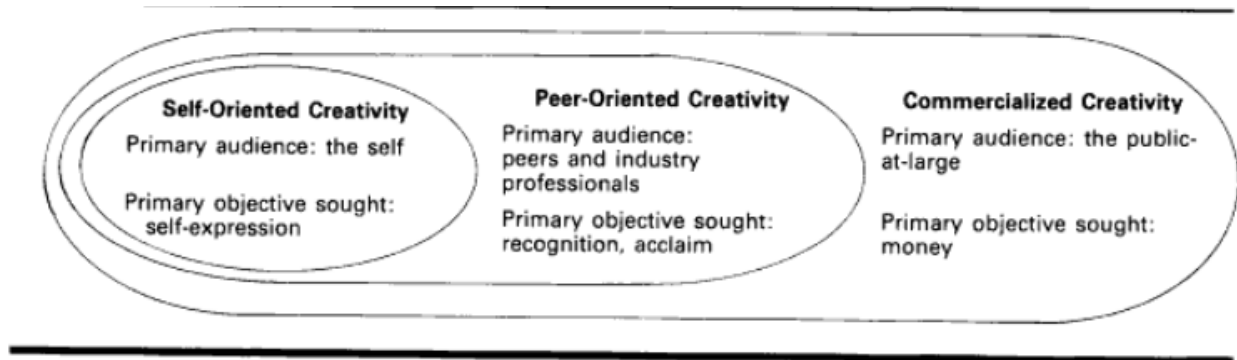 Self-Oriented Creativity
Primary audience: the self
Primary objective sought:
self-expression
Peer-Oriented Creativity
Primary audience:
peers and industry
professionals
Primary objective sought:
recognition, acclaim
Commercialized Creativity
Primary audience: the public-
at-large
Primary objective sought:
money